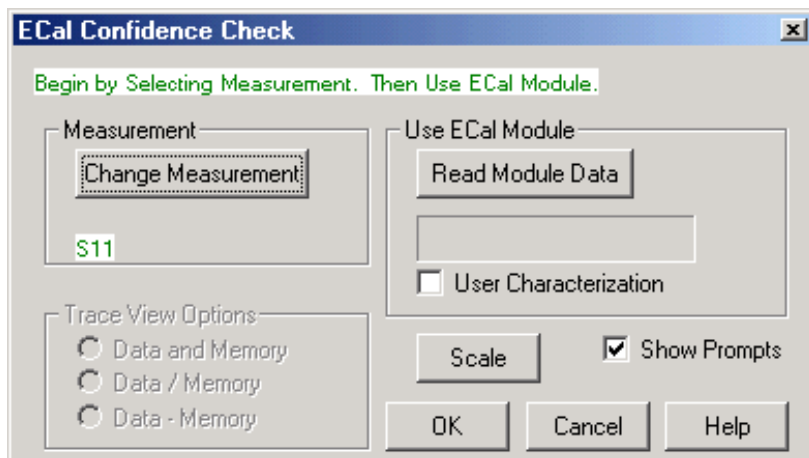 ECal Confidence Check
Begin by Selecting Measurement. Then Use ECal Module.
Measurement
Change Measurement
S11
Use ECal Module
Read Module Data
User Characterization
Trace View Options
Data and Memory
Data / Memory
Data - Memory
Scale
Show Prompts
OK
Cancel
Help